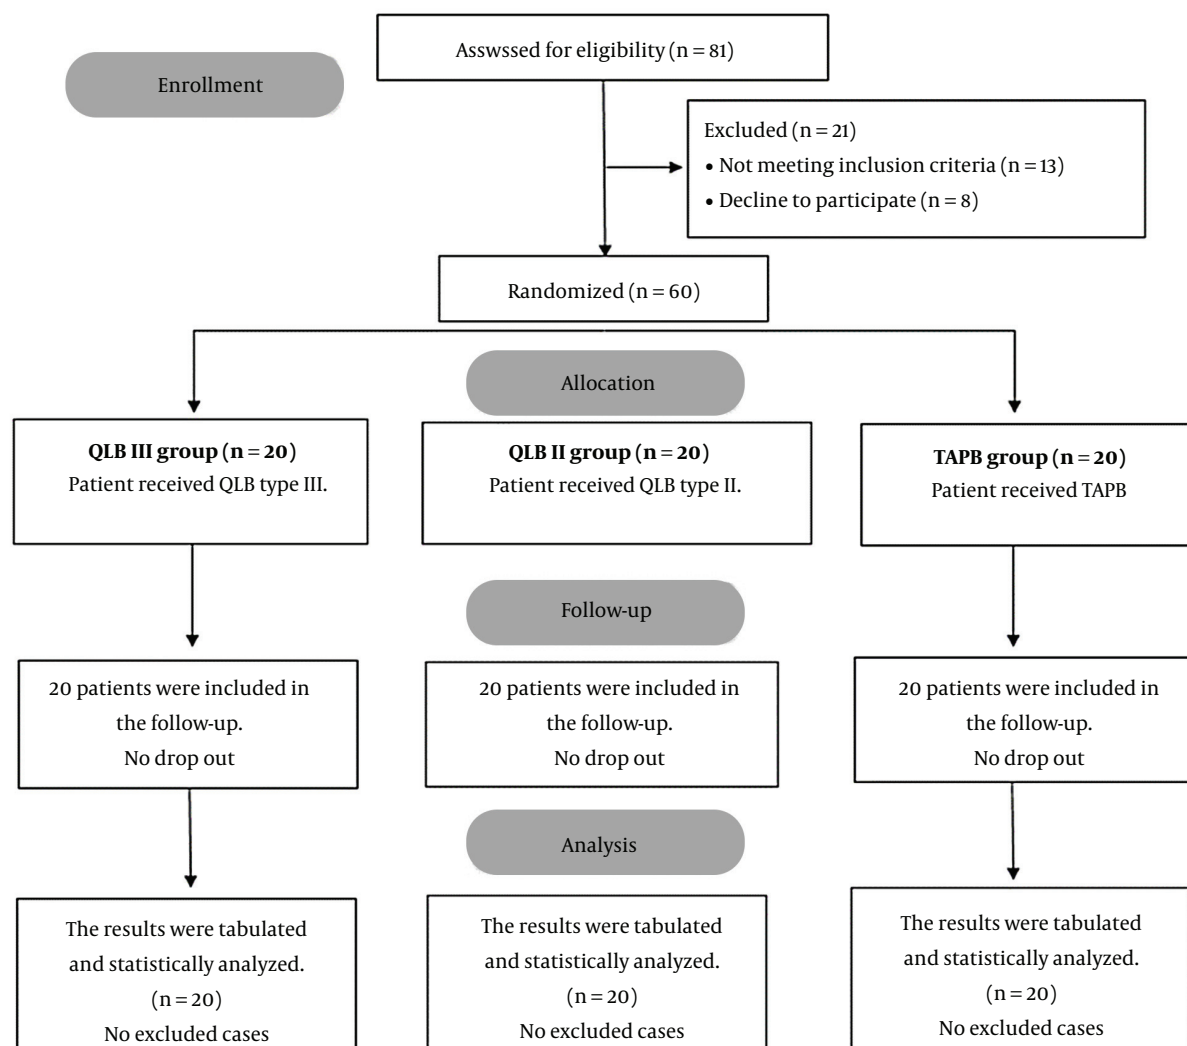 Asswssed for eligibility (n = 81)
Enrollment
Excluded (n = 21)
• Not meeting inclusion criteria (n = 13)
• Decline to participate (n = 8)
Randomized (n = 60)
Allocation
QLB III group (n = 20)
Patient received QLB type III.
QLB II group (n = 20)
Patient received QLB type II.
TAPB group (n = 20)
Patient received TAPB
Follow-up
20 patients were included in
the follow-up.
No drop out
20 patients were included in
the follow-up.
No drop out
20 patients were included in
the follow-up.
No drop out
Analysis
The results were tabulated
and statistically analyzed.
(n = 20)
No excluded cases
The results were tabulated
and statistically analyzed.
(n = 20)
No excluded cases
The results were tabulated
and statistically analyzed.
(n = 20)
No excluded cases